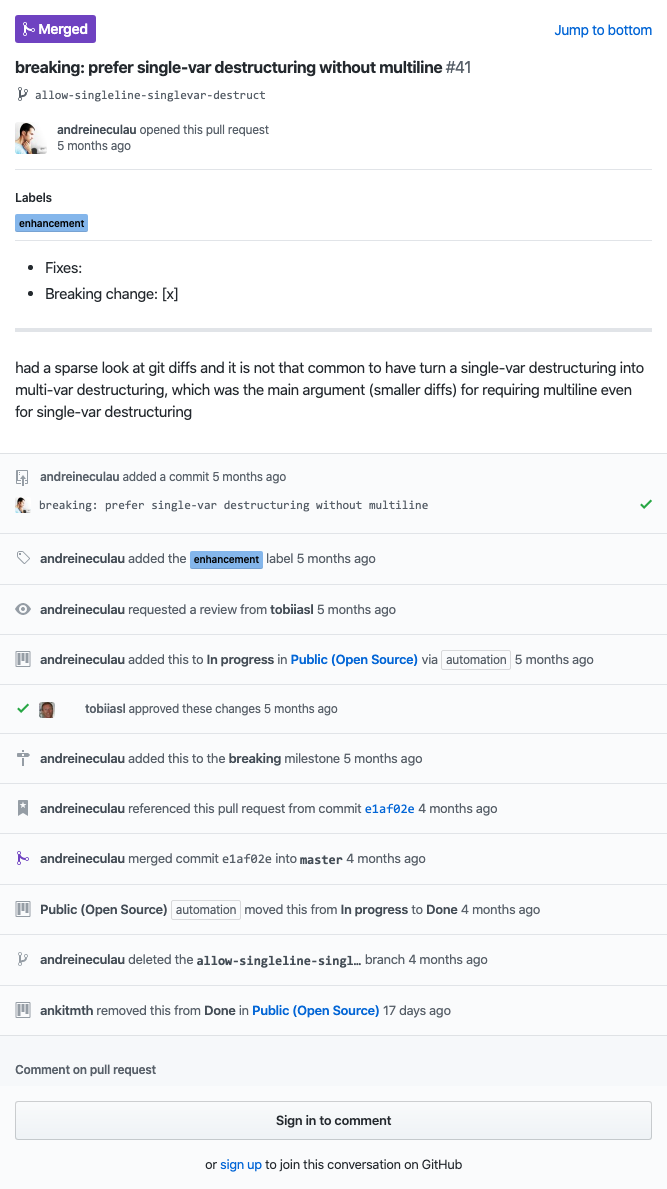 Merged
Jump to bottom
breaking: prefer single-var destructuring without multiline #41
allow-singleline-singlevar-destruct
andreineculau opened this pull request
5 months ago
Labels
enhancement
Fixes:
Breaking change: [x]
had a sparse look at git diffs and it is not that common to have turn a single-var destructuring into
multi-var destructuring, which was the main argument (smaller diffs) for requiring multiline even
for single-var destructuring
andreineculau added a commit 5 months ago
breaking: prefer single-var destructuring without multiline
andreineculau added the enhancement label 5 months ago
andreineculau requested a review from tobiiasl 5 months ago
andreineculau added this to In progress in Public (Open Source) via automation 5 months ago
tobiiasl approved these changes 5 months ago
andreineculau added this to the breaking milestone 5 months ago
andreineculau referenced this pull request from commit e1af02e 4 months ago
andreineculau merged commit e1af02e into master 4 months ago
Public (Open Source) automation moved this from In progress to Done 4 months ago
andreineculau deleted the allow-singleline-singl… branch 4 months ago
ankitmth removed this from Done in Public (Open Source) 17 days ago
Comment on pull request
Sign in to comment
or sign up to join this conversation on GitHub